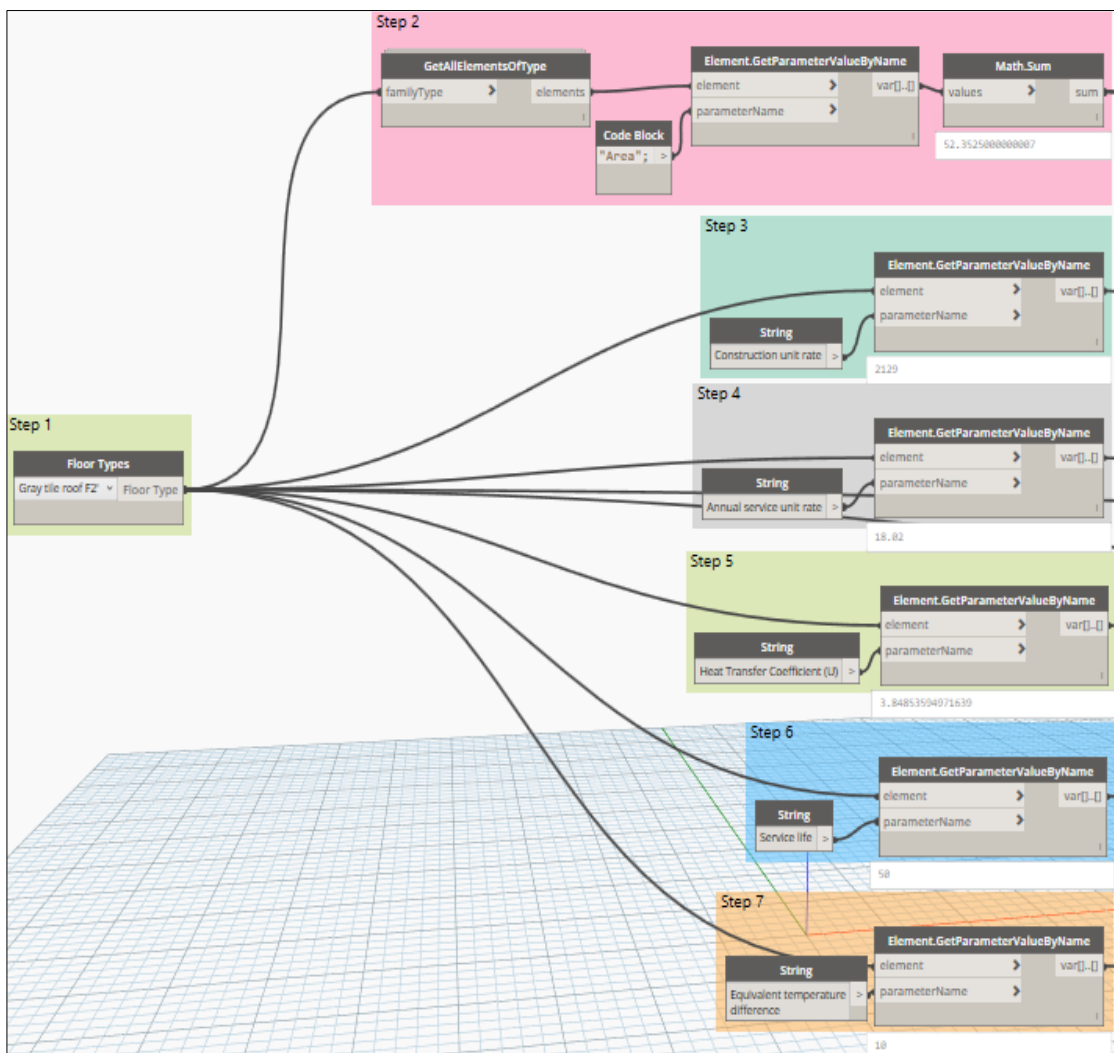 Step 2
GetAllElementsOfType
familyType > elements
Element.GetParameterValueByName
element > var[]..[]
parameterName >
Math.Sum
values > sum
Code Block
"Area"; >
52.3525000000007
Step 3
Element.GetParameterValueByName
element > var[]..[]
parameterName >
String
Construction unit rate >
2129
Step 4
Element.GetParameterValueByName
element > var[]..[]
parameterName >
String
Annual service unit rate >
18.02
Step 1
Floor Types
Gray tile roof F2' Floor Type
Step 5
Element.GetParameterValueByName
element > var[]..[]
parameterName >
String
Heat Transfer Coefficient (U) >
3.84853594971639
Step 6
Element.GetParameterValueByName
element > var[]..[]
parameterName >
String
Service life >
50
Step 7
Element.GetParameterValueByName
element > var[]..[]
parameterName >
String
Equivalent temperature >
difference
10